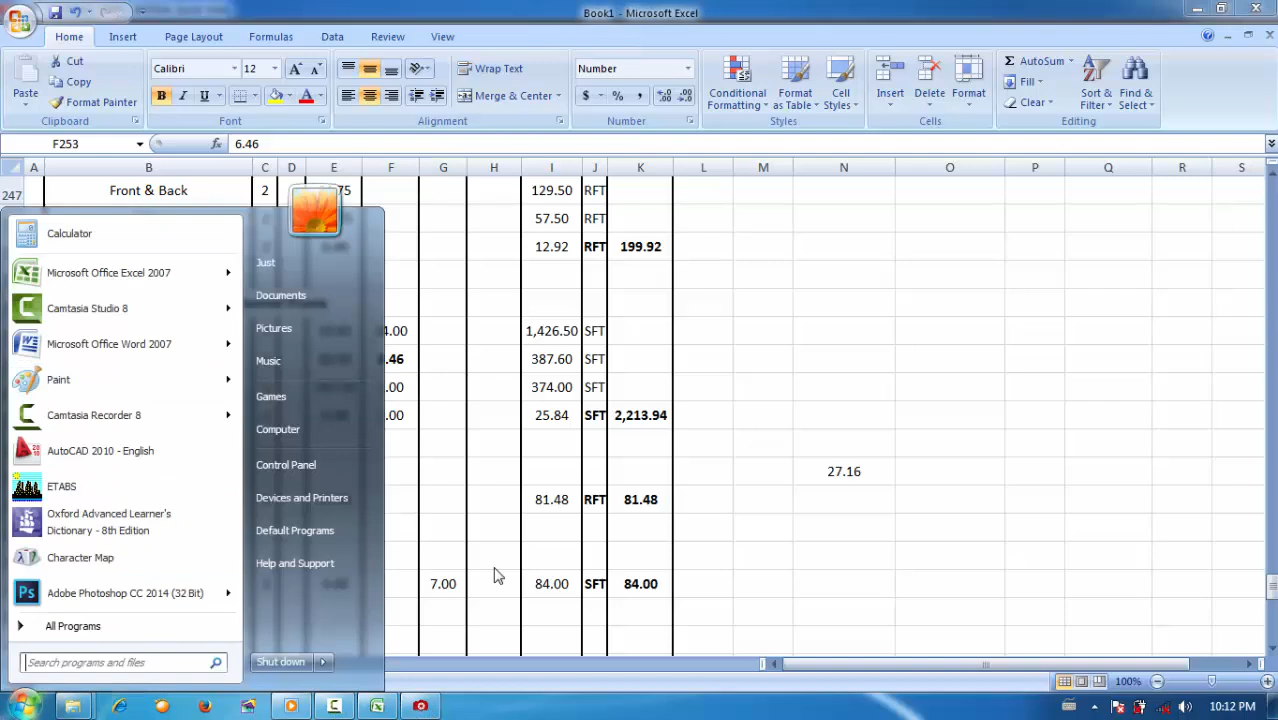 Book1 - Microsoft Excel
Home Insert Page Layout Formulas Data Review View
Cut
Copy
Format Painter
Paste
Clipboard
Calibri 12
B I U A
Font
Wrap Text
Merge & Center
Alignment
Number
$ % ,
Number
Conditional Formatting
Format as Table
Cell Styles
Styles
Insert Delete Format
Cells
AutoSum
Fill
Clear
Sort & Filter
Find & Select
Editing
F253 fx 6.46
A B C D E F G H I J K L M N O P Q R S
247 Front & Back 2 75 129.50 RFT
57.50 RFT
12.92 RFT 199.92
4.00 1,426.50 SFT
.46 387.60 SFT
.00 374.00 SFT
.00 25.84 SFT 2,213.94
27.16
81.48 RFT 81.48
7.00 84.00 SFT 84.00
Calculator
Microsoft Office Excel 2007
Camtasia Studio 8
Microsoft Office Word 2007
Paint
Camtasia Recorder 8
AutoCAD 2010 - English
ETABS
Oxford Advanced Learner's
Dictionary - 8th Edition
Character Map
Adobe Photoshop CC 2014 (32 Bit)
All Programs
Search programs and files
Just
Documents
Pictures
Music
Games
Computer
Control Panel
Devices and Printers
Default Programs
Help and Support
Shut down
100%
10:12 PM